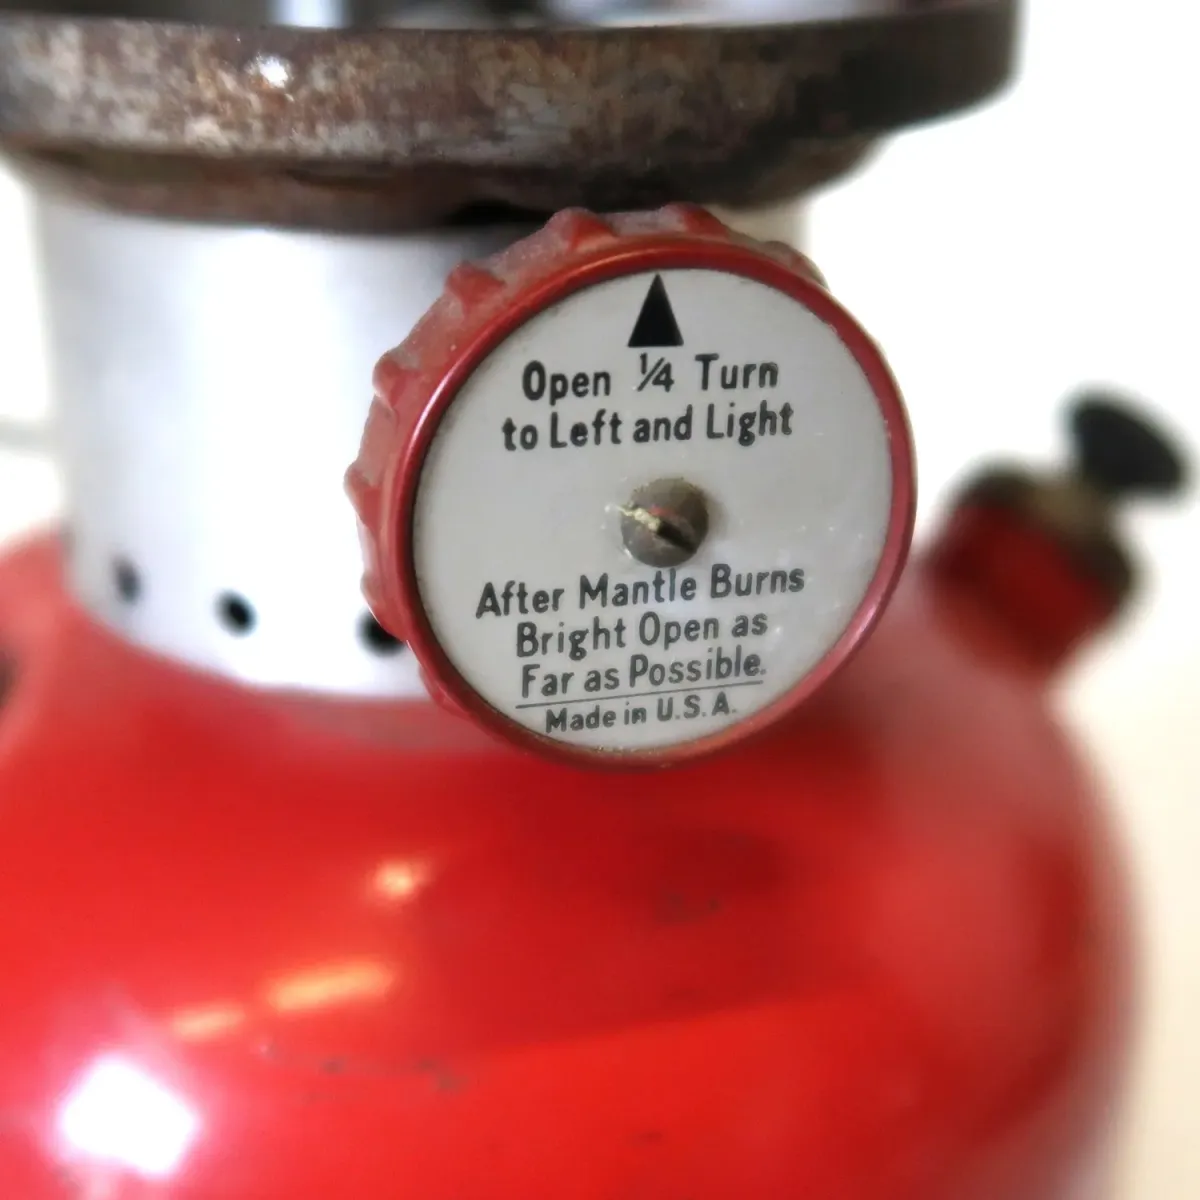 Open ¼ Turn
to Left and Light
After Mantle Burns
Bright Open as
Far as Possible.
Made in U.S.A.